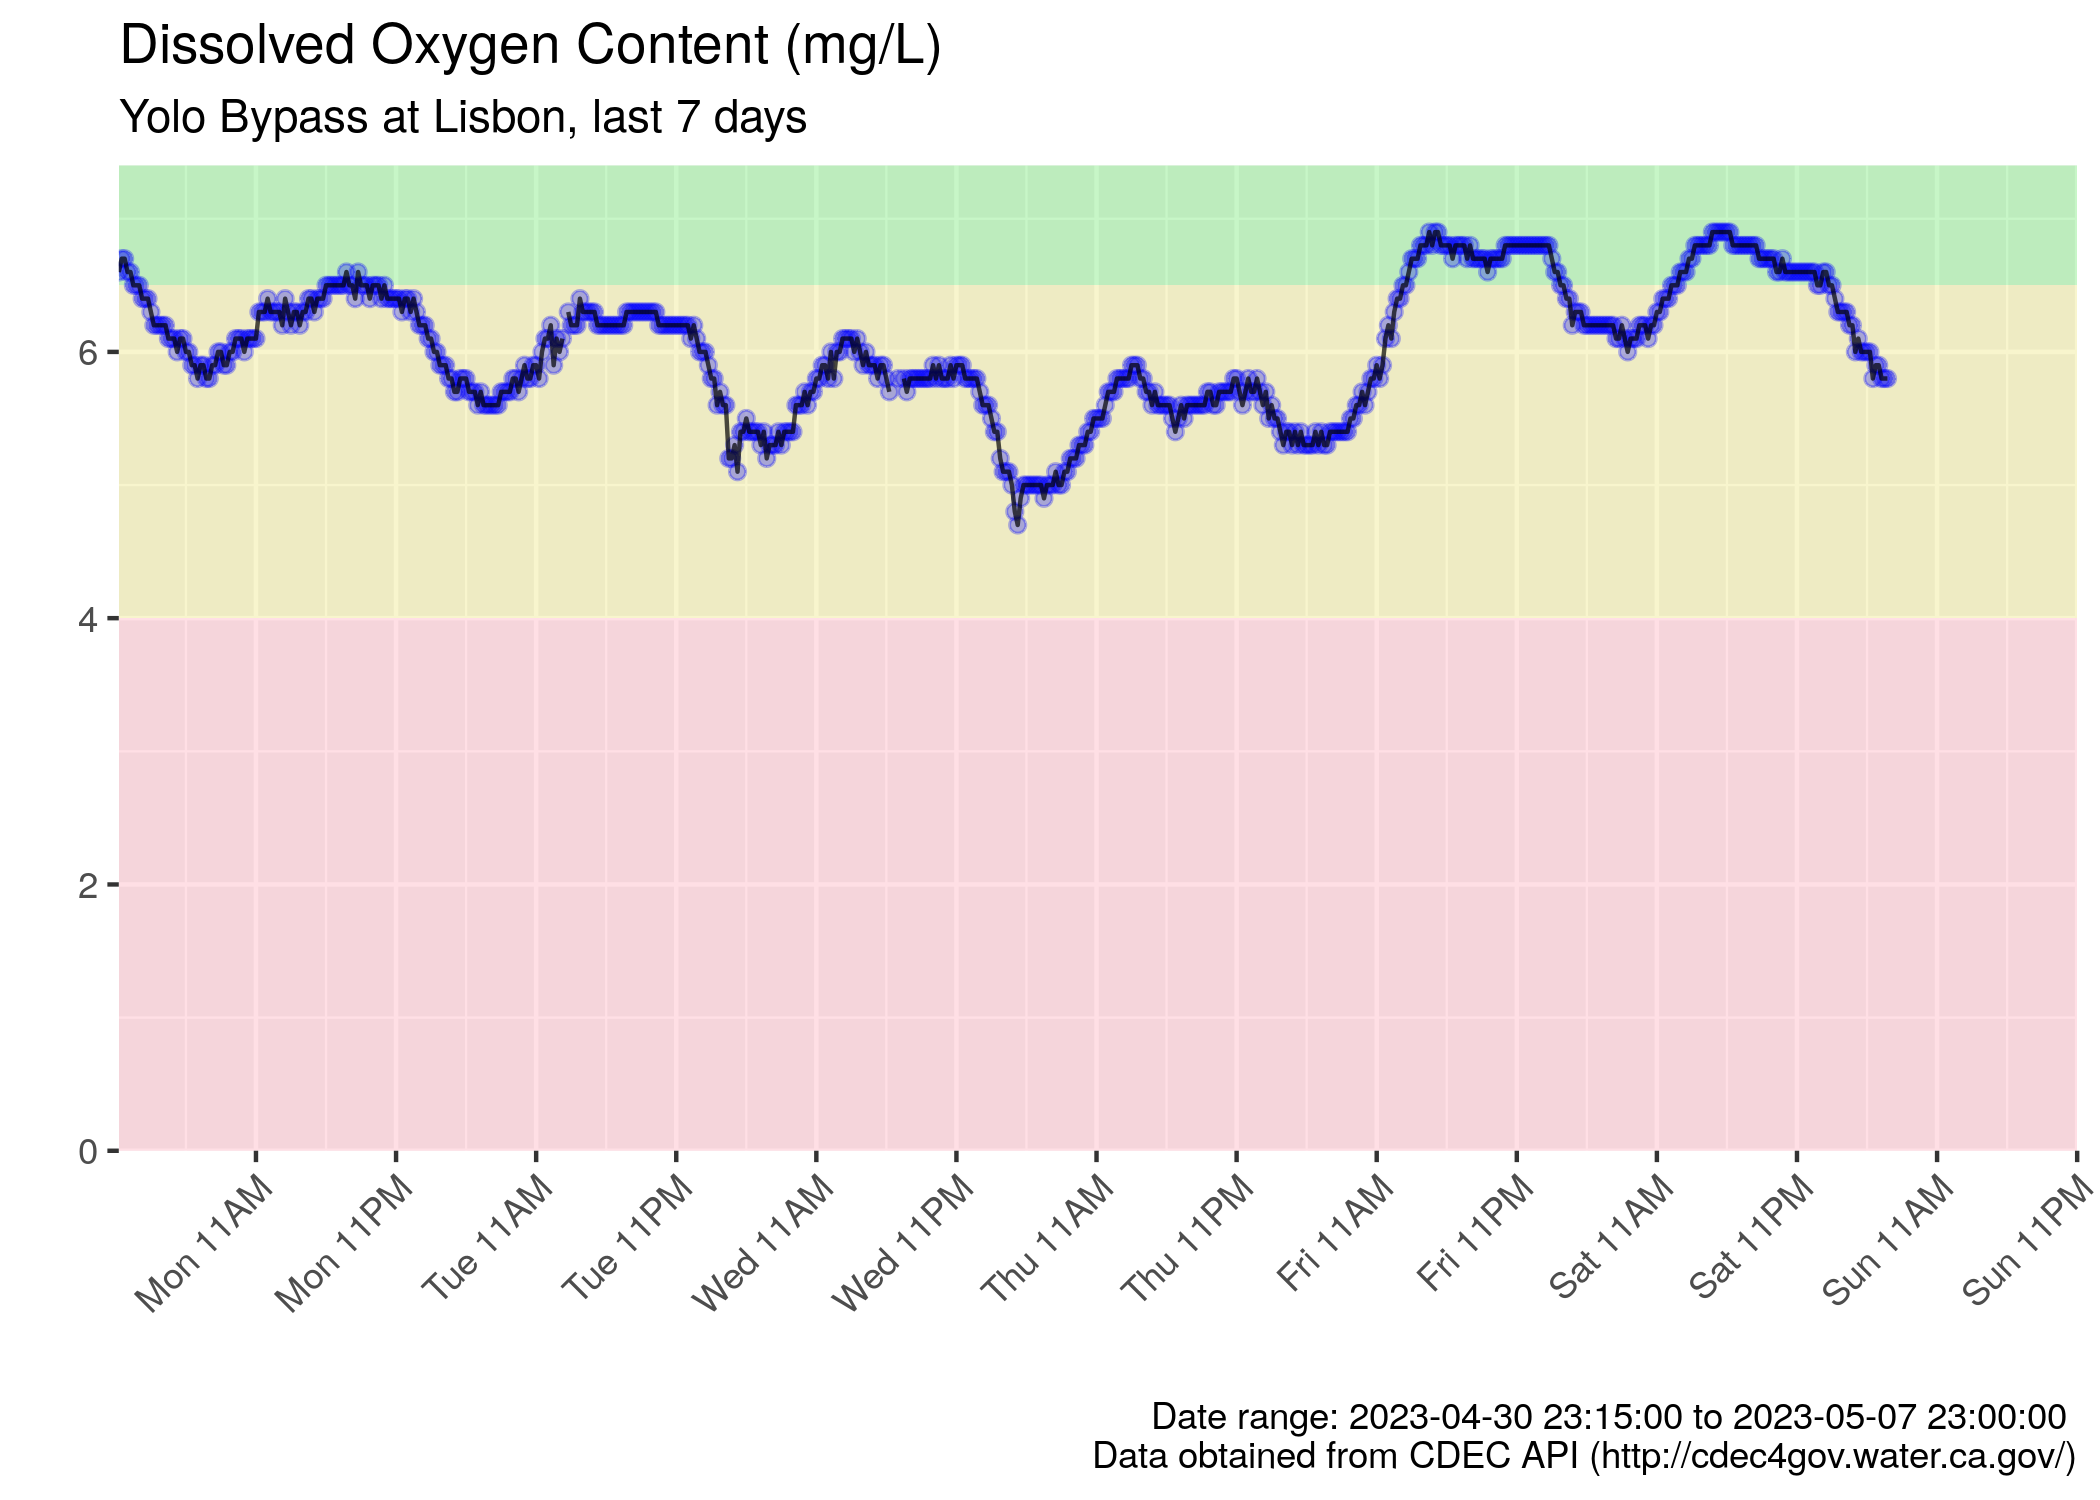 Dissolved Oxygen Content (mg/L)
Yolo Bypass at Lisbon, last 7 days
6
4
2
0
Mon 11AM
Mon 11PM
Tue 11AM
Tue 11PM
Wed 11AM
Wed 11PM
Thu 11AM
Thu 11PM
Fri 11AM
Fri 11PM
Sat 11AM
Sat 11PM
Sun 11AM
Sun 11PM
Date range: 2023-04-30 23:15:00 to 2023-05-07 23:00:00
Data obtained from CDEC API (http://cdec4gov.water.ca.gov/)